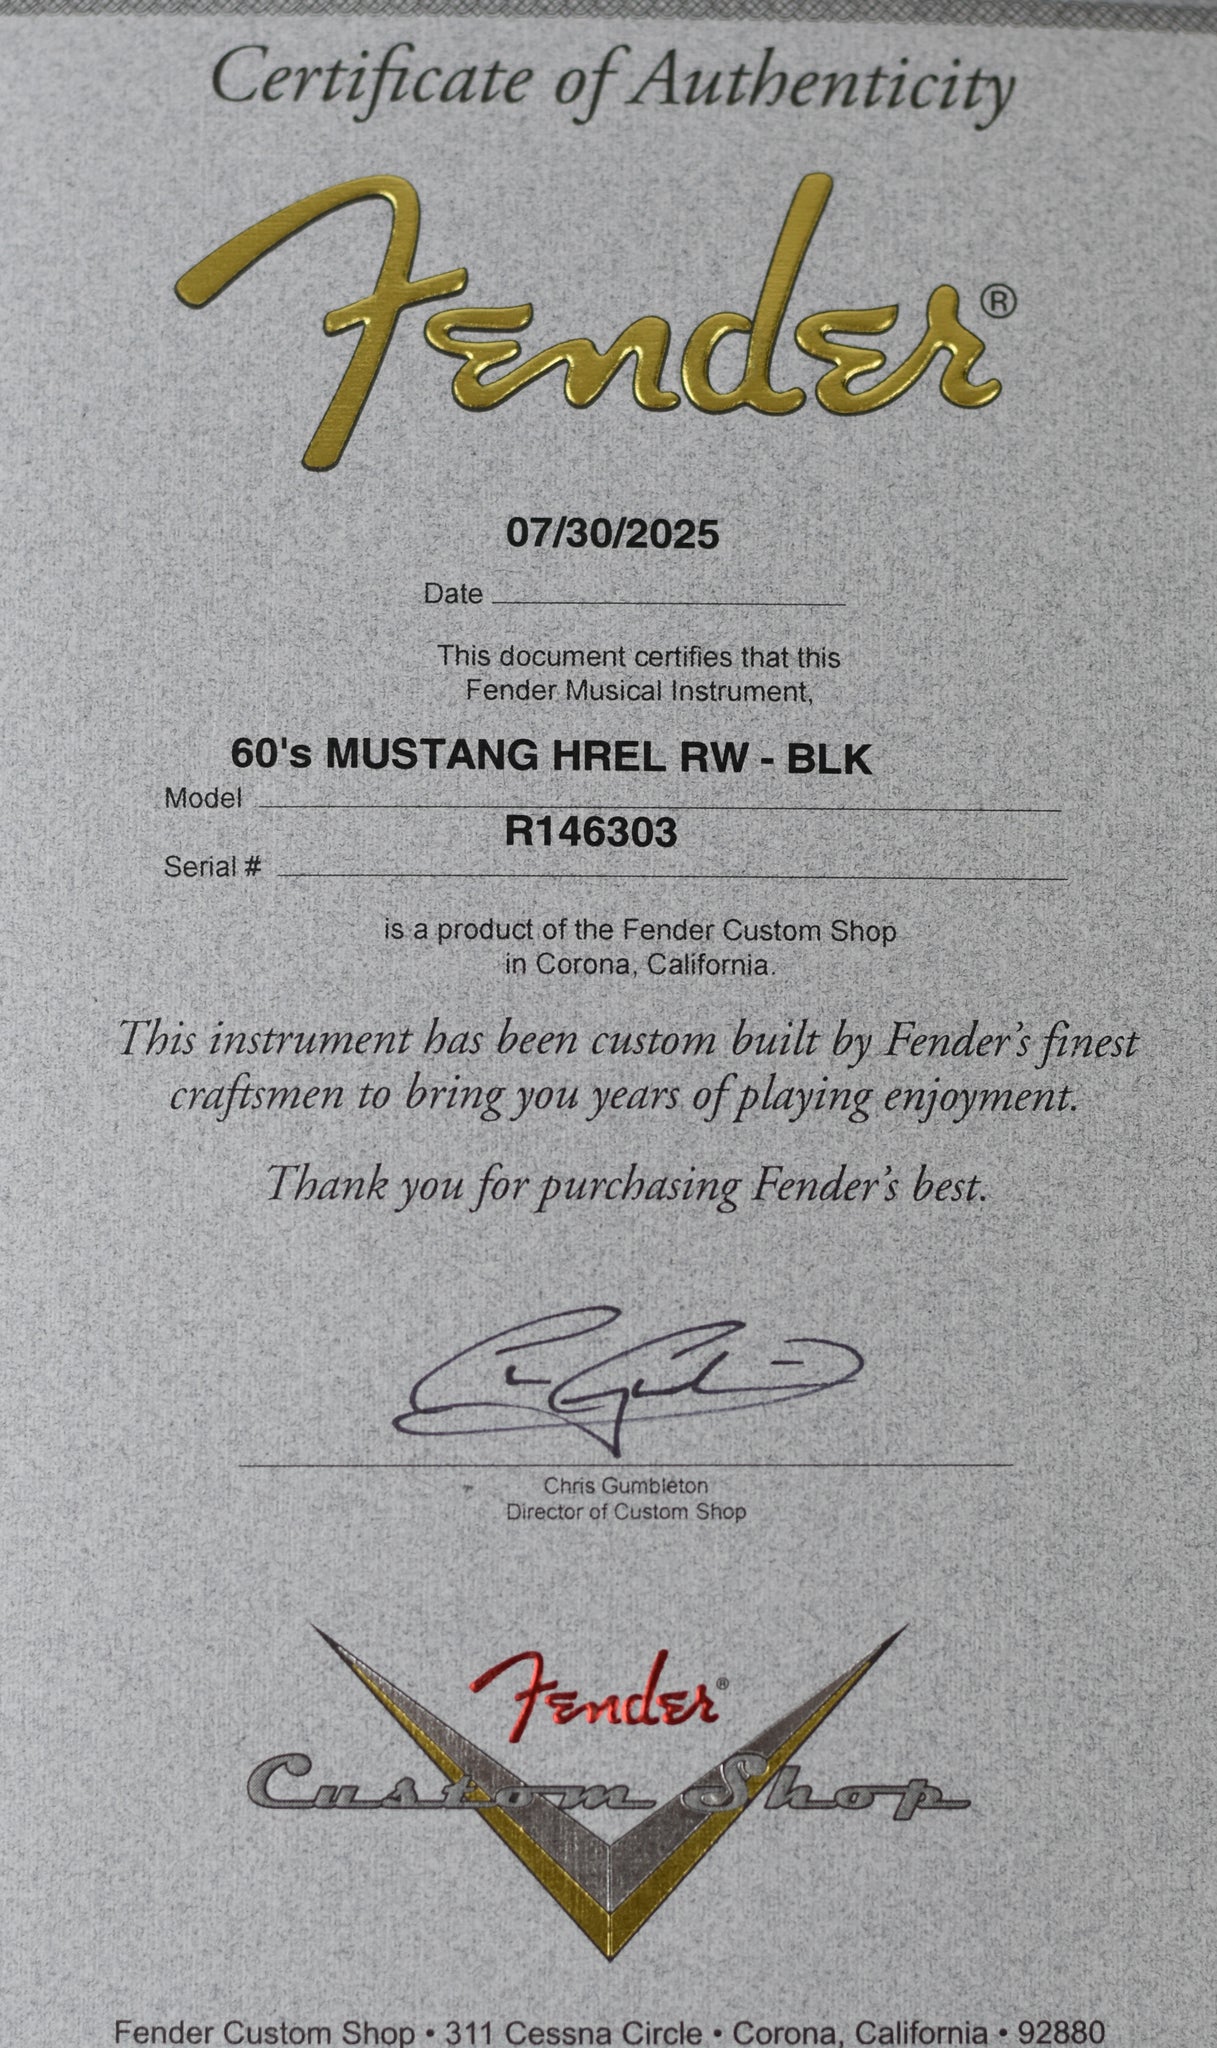 Certificate of Authenticity
Fender®
07/30/2025
Date
This document certifies that this
Fender Musical Instrument,
60's MUSTANG HREL RW - BLK
Model
R146303
Serial #
is a product of the Fender Custom Shop
in Corona, California.
This instrument has been custom built by Fender's finest
craftsmen to bring you years of playing enjoyment.
Thank you for purchasing Fender's best.
Chris Gumbleton
Director of Custom Shop
Fender®
Custom Shop
Fender Custom Shop • 311 Cessna Circle • Corona, California • 92880